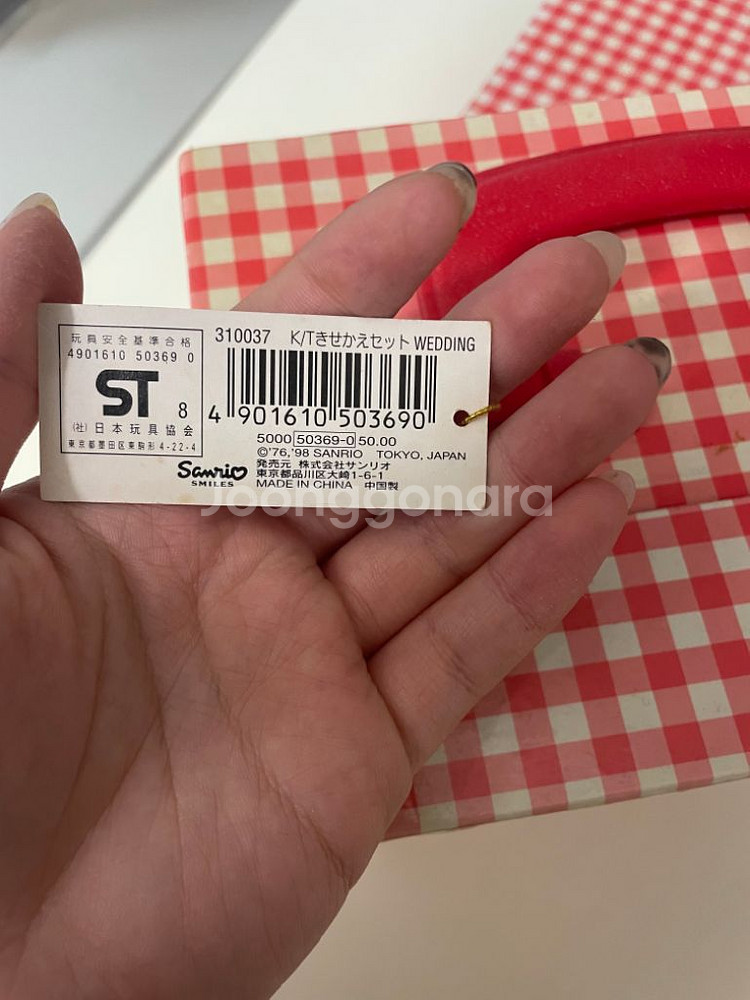 玩具安全基準合格
4901610 50369 0
ST 8
(社)日本玩具協会
東京都墨田区東駒形4-22-4
310037 K/Tきせかえセット WEDDING
4 901610 503690
5000 50369-0 50.00
©'76,'98 SANRIO TOKYO, JAPAN
発売元 株式会社サンリオ
東京都品川区大崎1-6-1
MADE IN CHINA 中国製
Sanrio
SMILES
Joonggonara